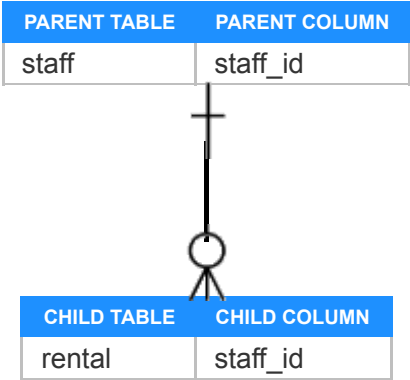 PARENT TABLE PARENT COLUMN
staff staff_id
CHILD TABLE CHILD COLUMN
rental staff_id